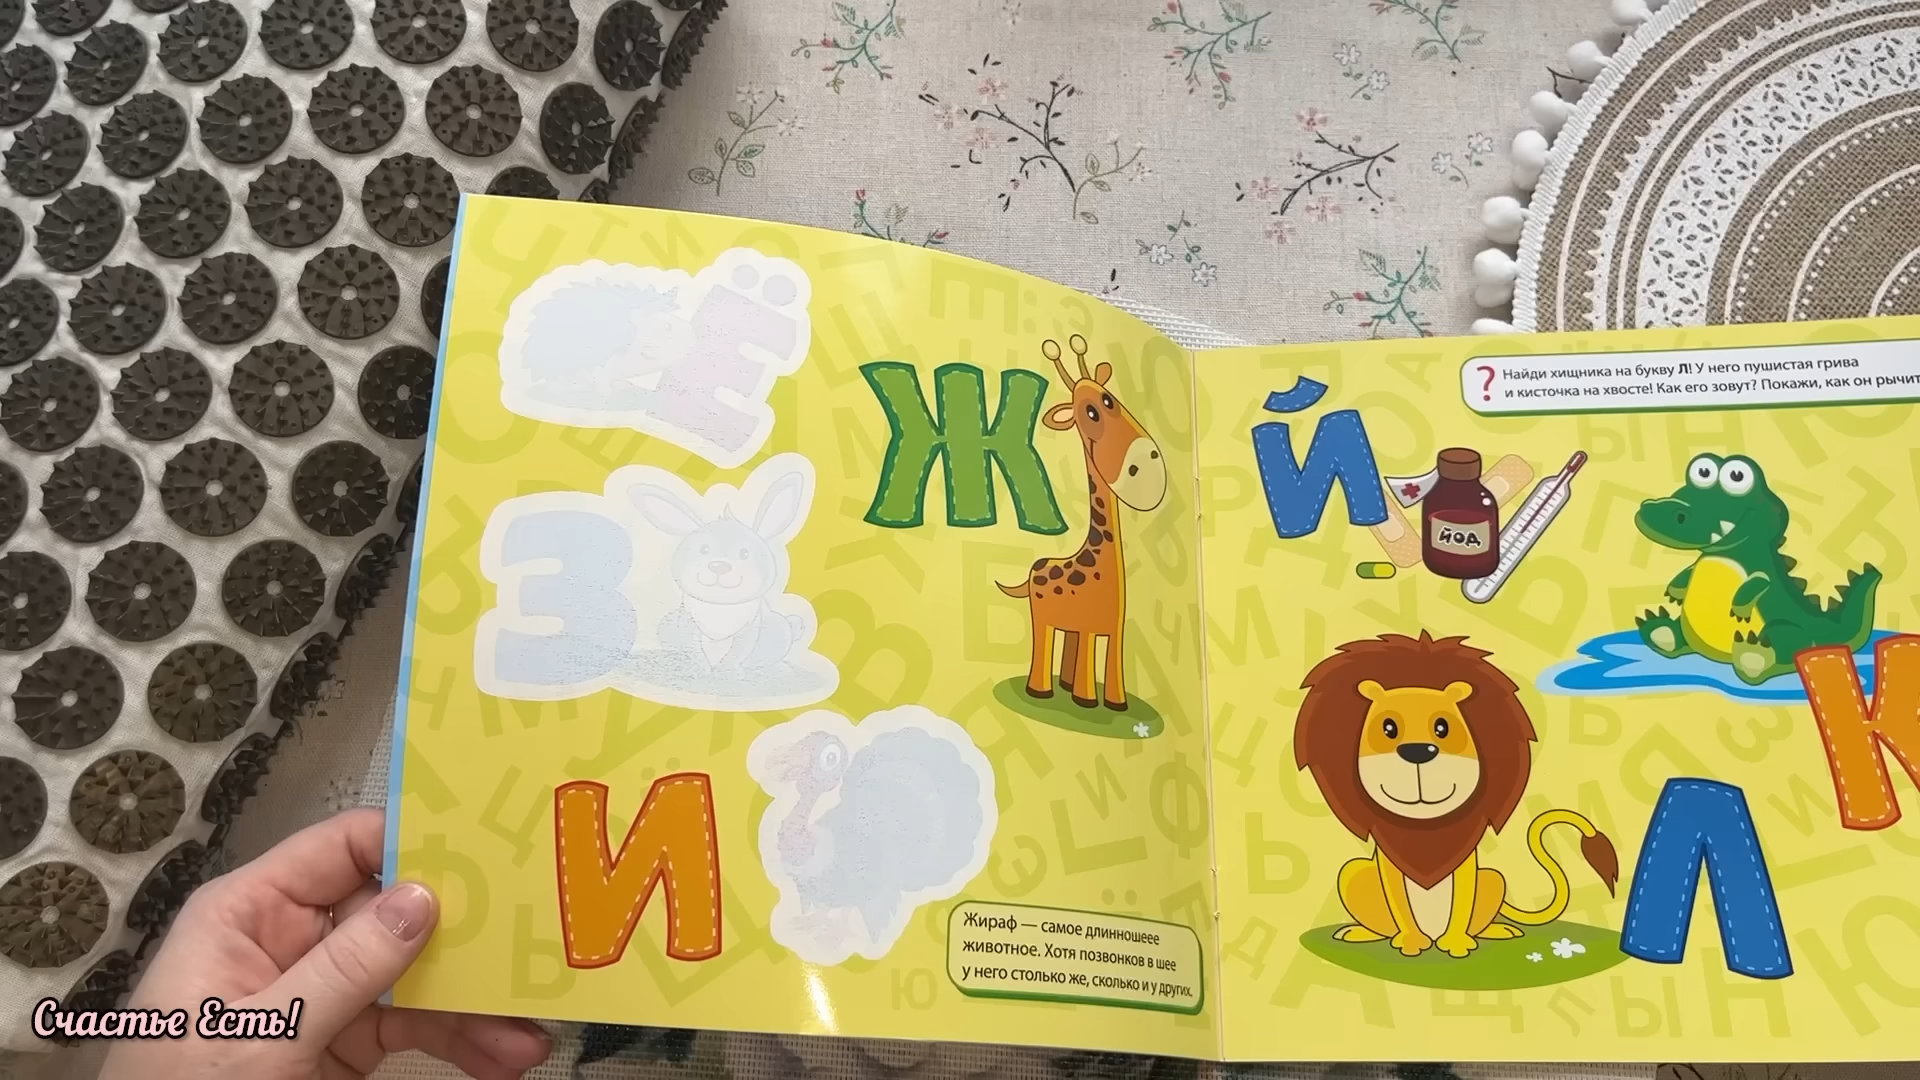 Ё
Ж
З
И
Жираф — самое длинношеее
животное. Хотя позвонков в шее
у него столько же, сколько и у других.
? Найди хищника на букву Л! У него пушистая грива
и кисточка на хвосте! Как его зовут? Покажи, как он рычит
Й
йод
К
Л
Счастье Есть!